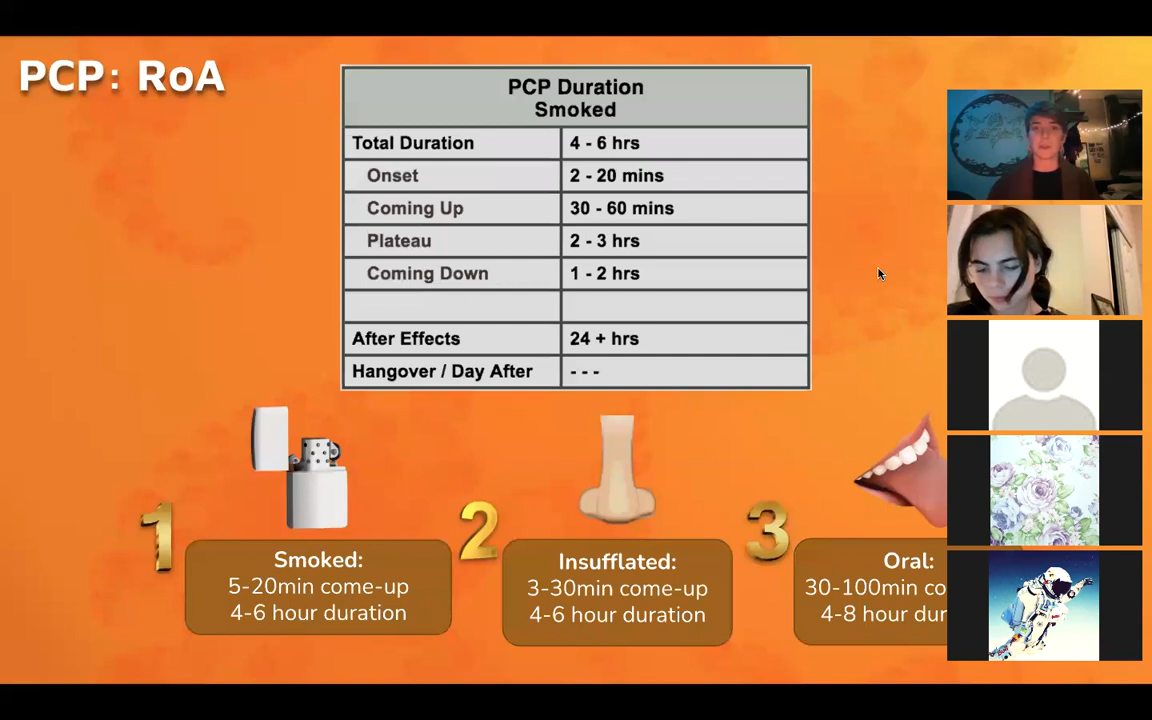 PCP: RoA
PCP Duration
Smoked
Total Duration 4 - 6 hrs
Onset 2 - 20 mins
Coming Up 30 - 60 mins
Plateau 2 - 3 hrs
Coming Down 1 - 2 hrs
After Effects 24 + hrs
Hangover / Day After - - -
1
Smoked:
5-20min come-up
4-6 hour duration
2
Insufflated:
3-30min come-up
4-6 hour duration
3
Oral:
30-100min co
4-8 hour dur